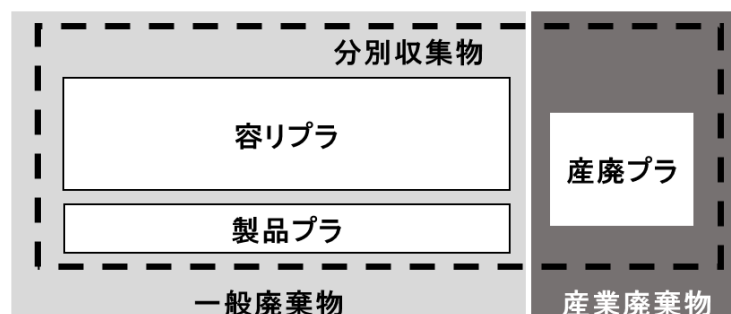 分別収集物
容リプラ
産廃プラ
製品プラ
一般廃棄物
産業廃棄物